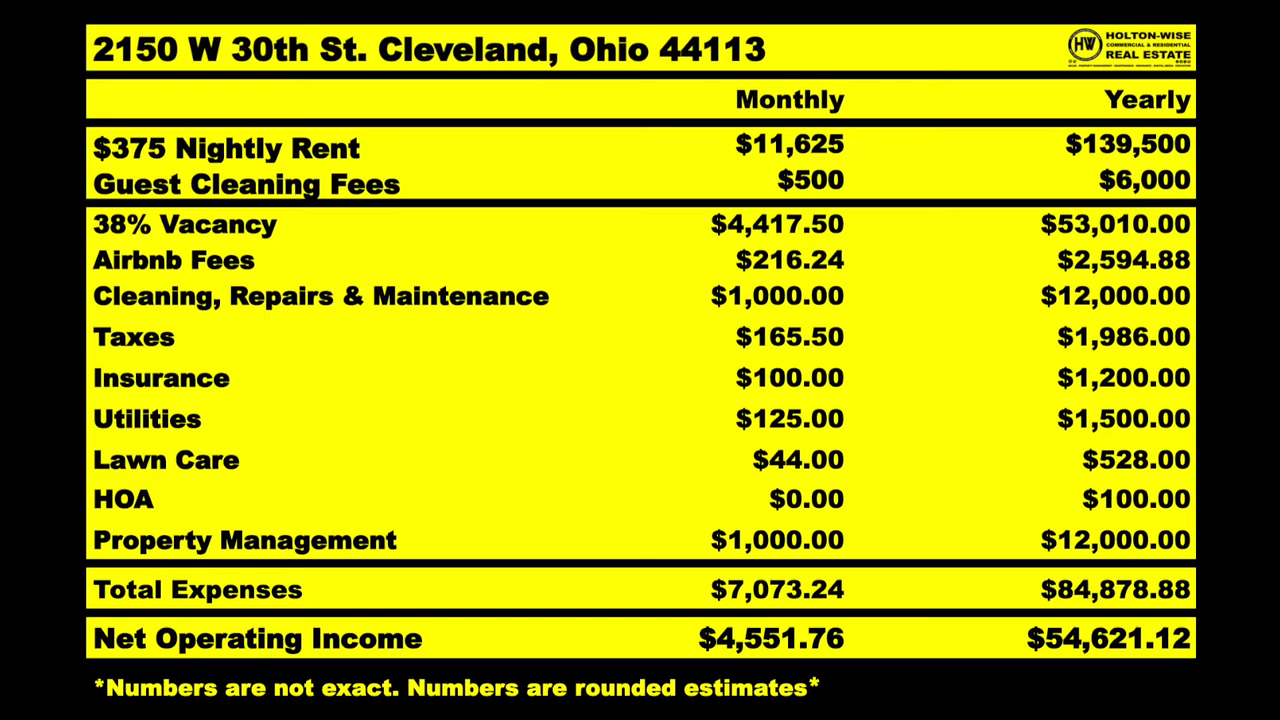 2150 W 30th St. Cleveland, Ohio 44113
HW HOLTON-WISE
COMMERCIAL & RESIDENTIAL
REAL ESTATE
Monthly Yearly
$375 Nightly Rent $11,625 $139,500
Guest Cleaning Fees $500 $6,000
38% Vacancy $4,417.50 $53,010.00
Airbnb Fees $216.24 $2,594.88
Cleaning, Repairs & Maintenance $1,000.00 $12,000.00
Taxes $165.50 $1,986.00
Insurance $100.00 $1,200.00
Utilities $125.00 $1,500.00
Lawn Care $44.00 $528.00
HOA $0.00 $100.00
Property Management $1,000.00 $12,000.00
Total Expenses $7,073.24 $84,878.88
Net Operating Income $4,551.76 $54,621.12
*Numbers are not exact. Numbers are rounded estimates*